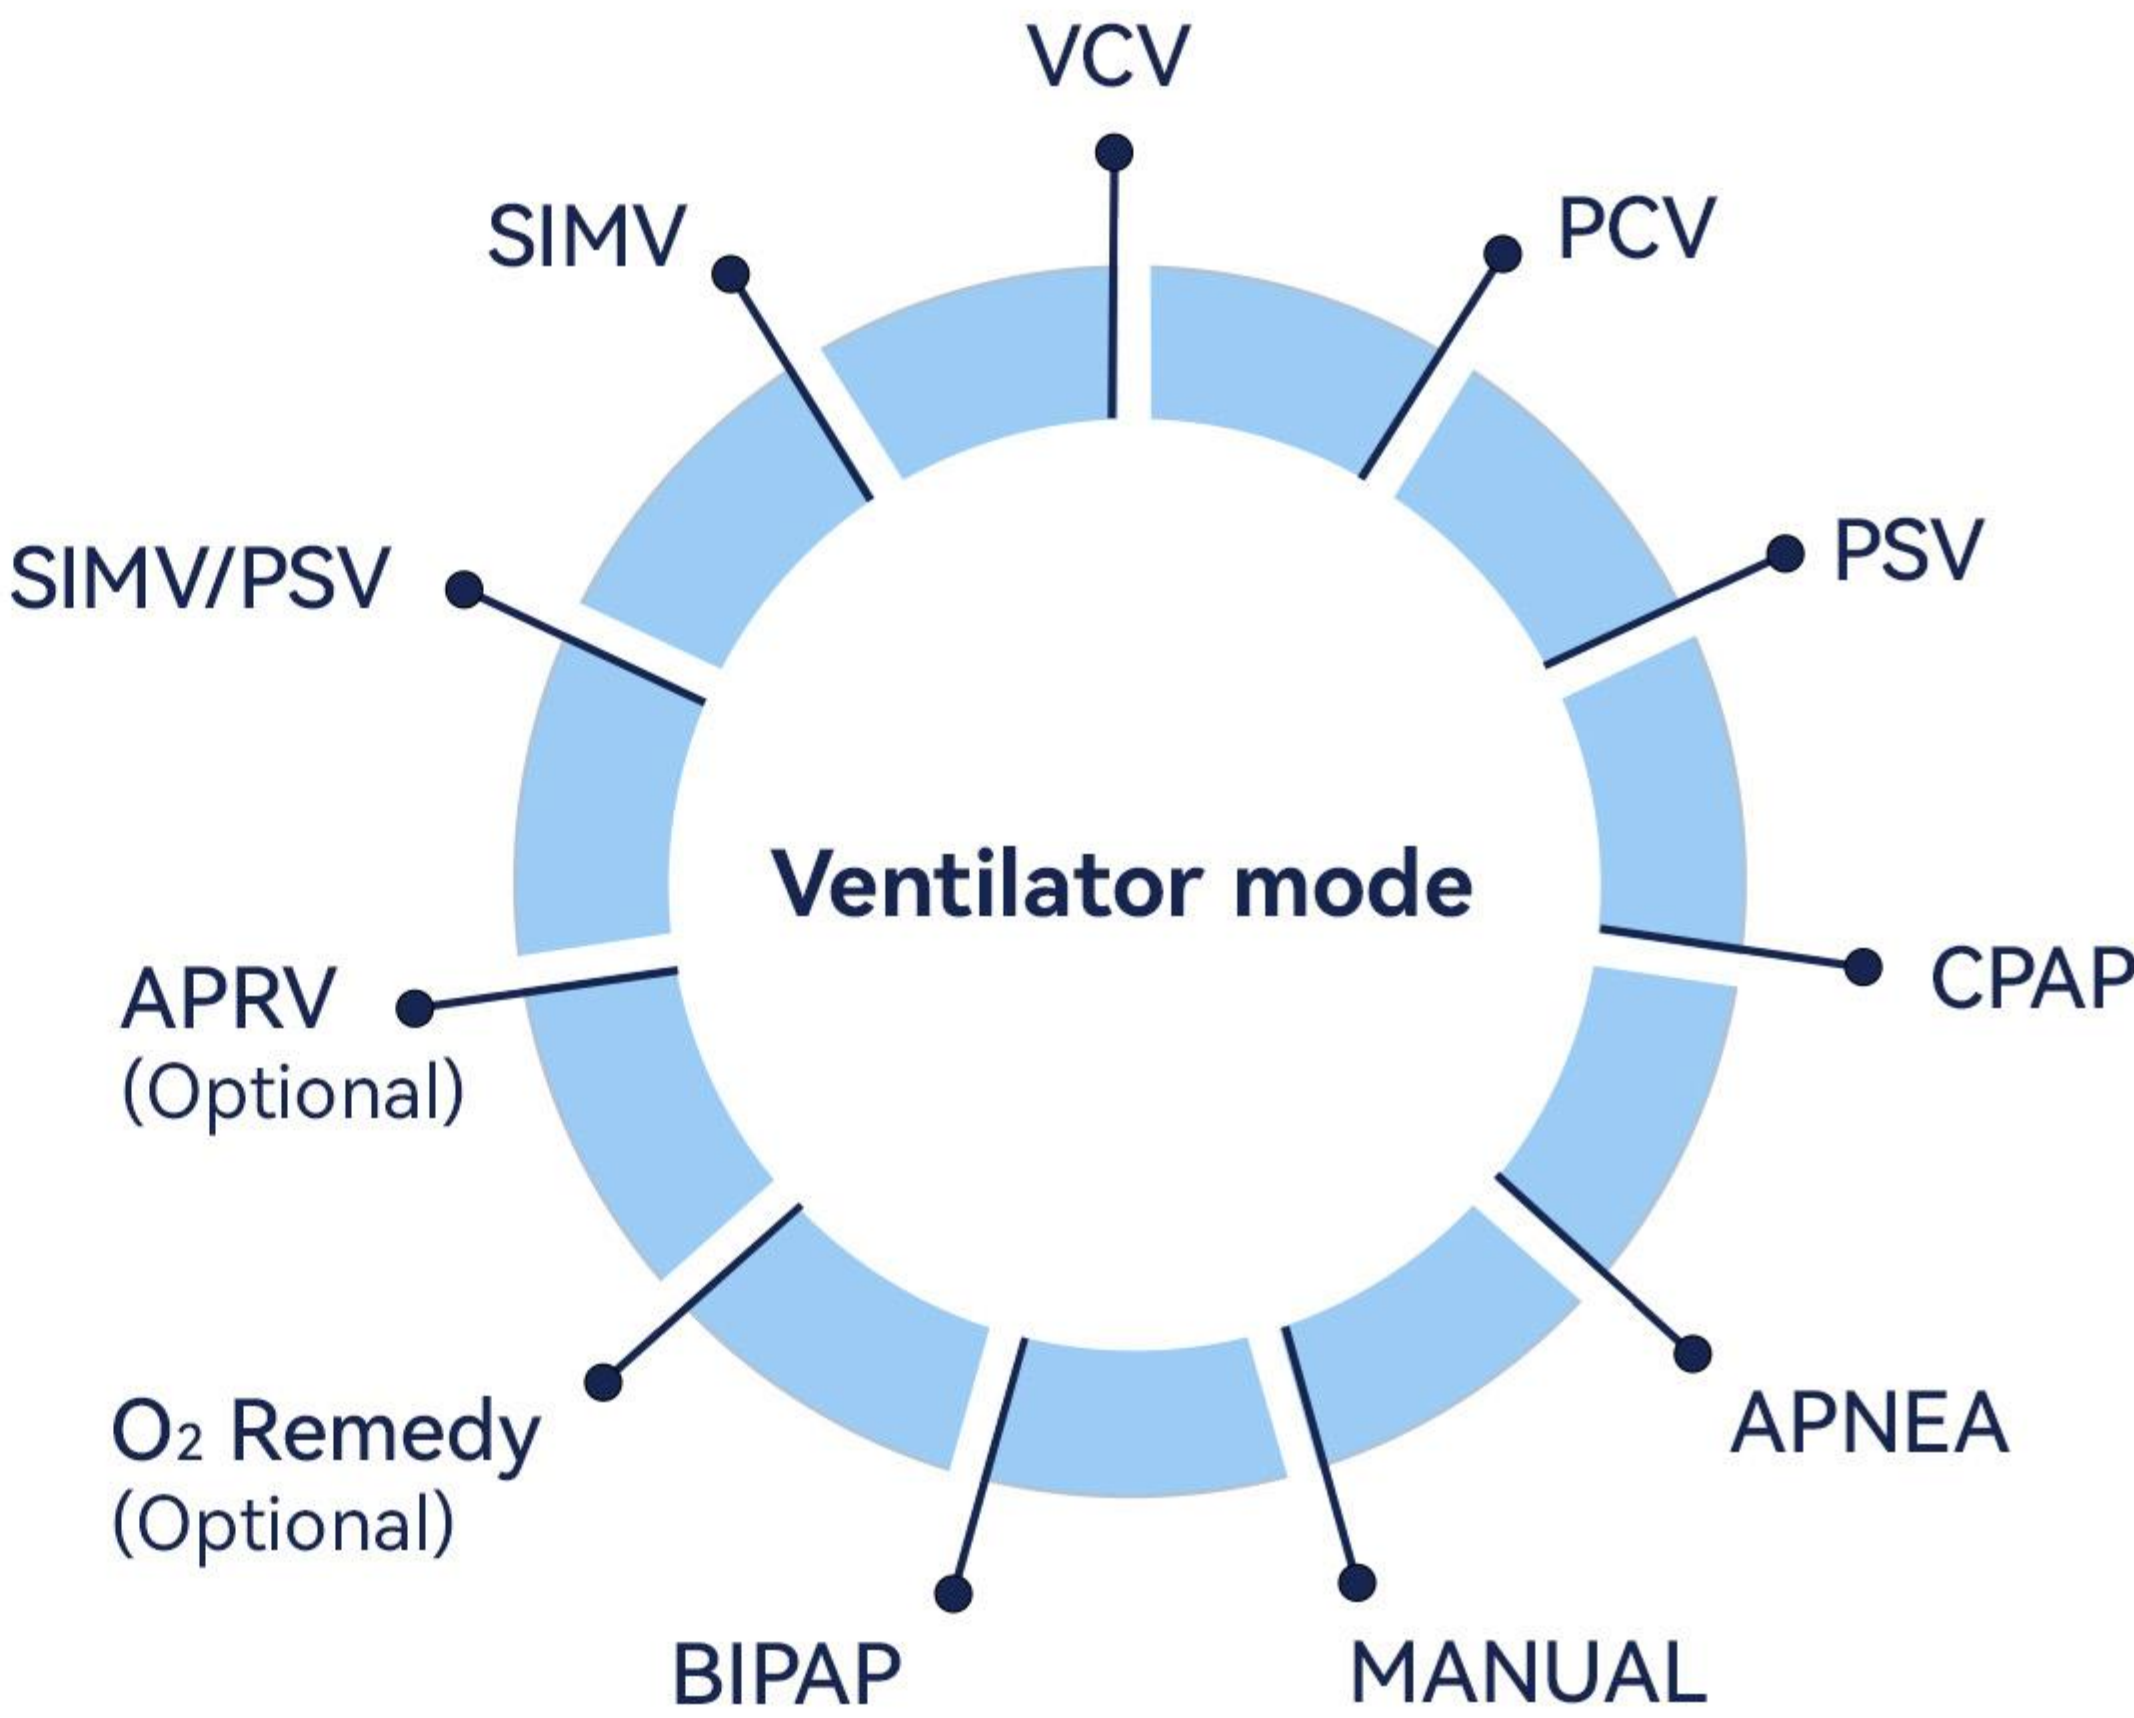 VCV
PCV
SIMV
PSV
SIMV/PSV
Ventilator mode
CPAP
APRV
(Optional)
APNEA
O₂ Remedy
(Optional)
BIPAP
MANUAL